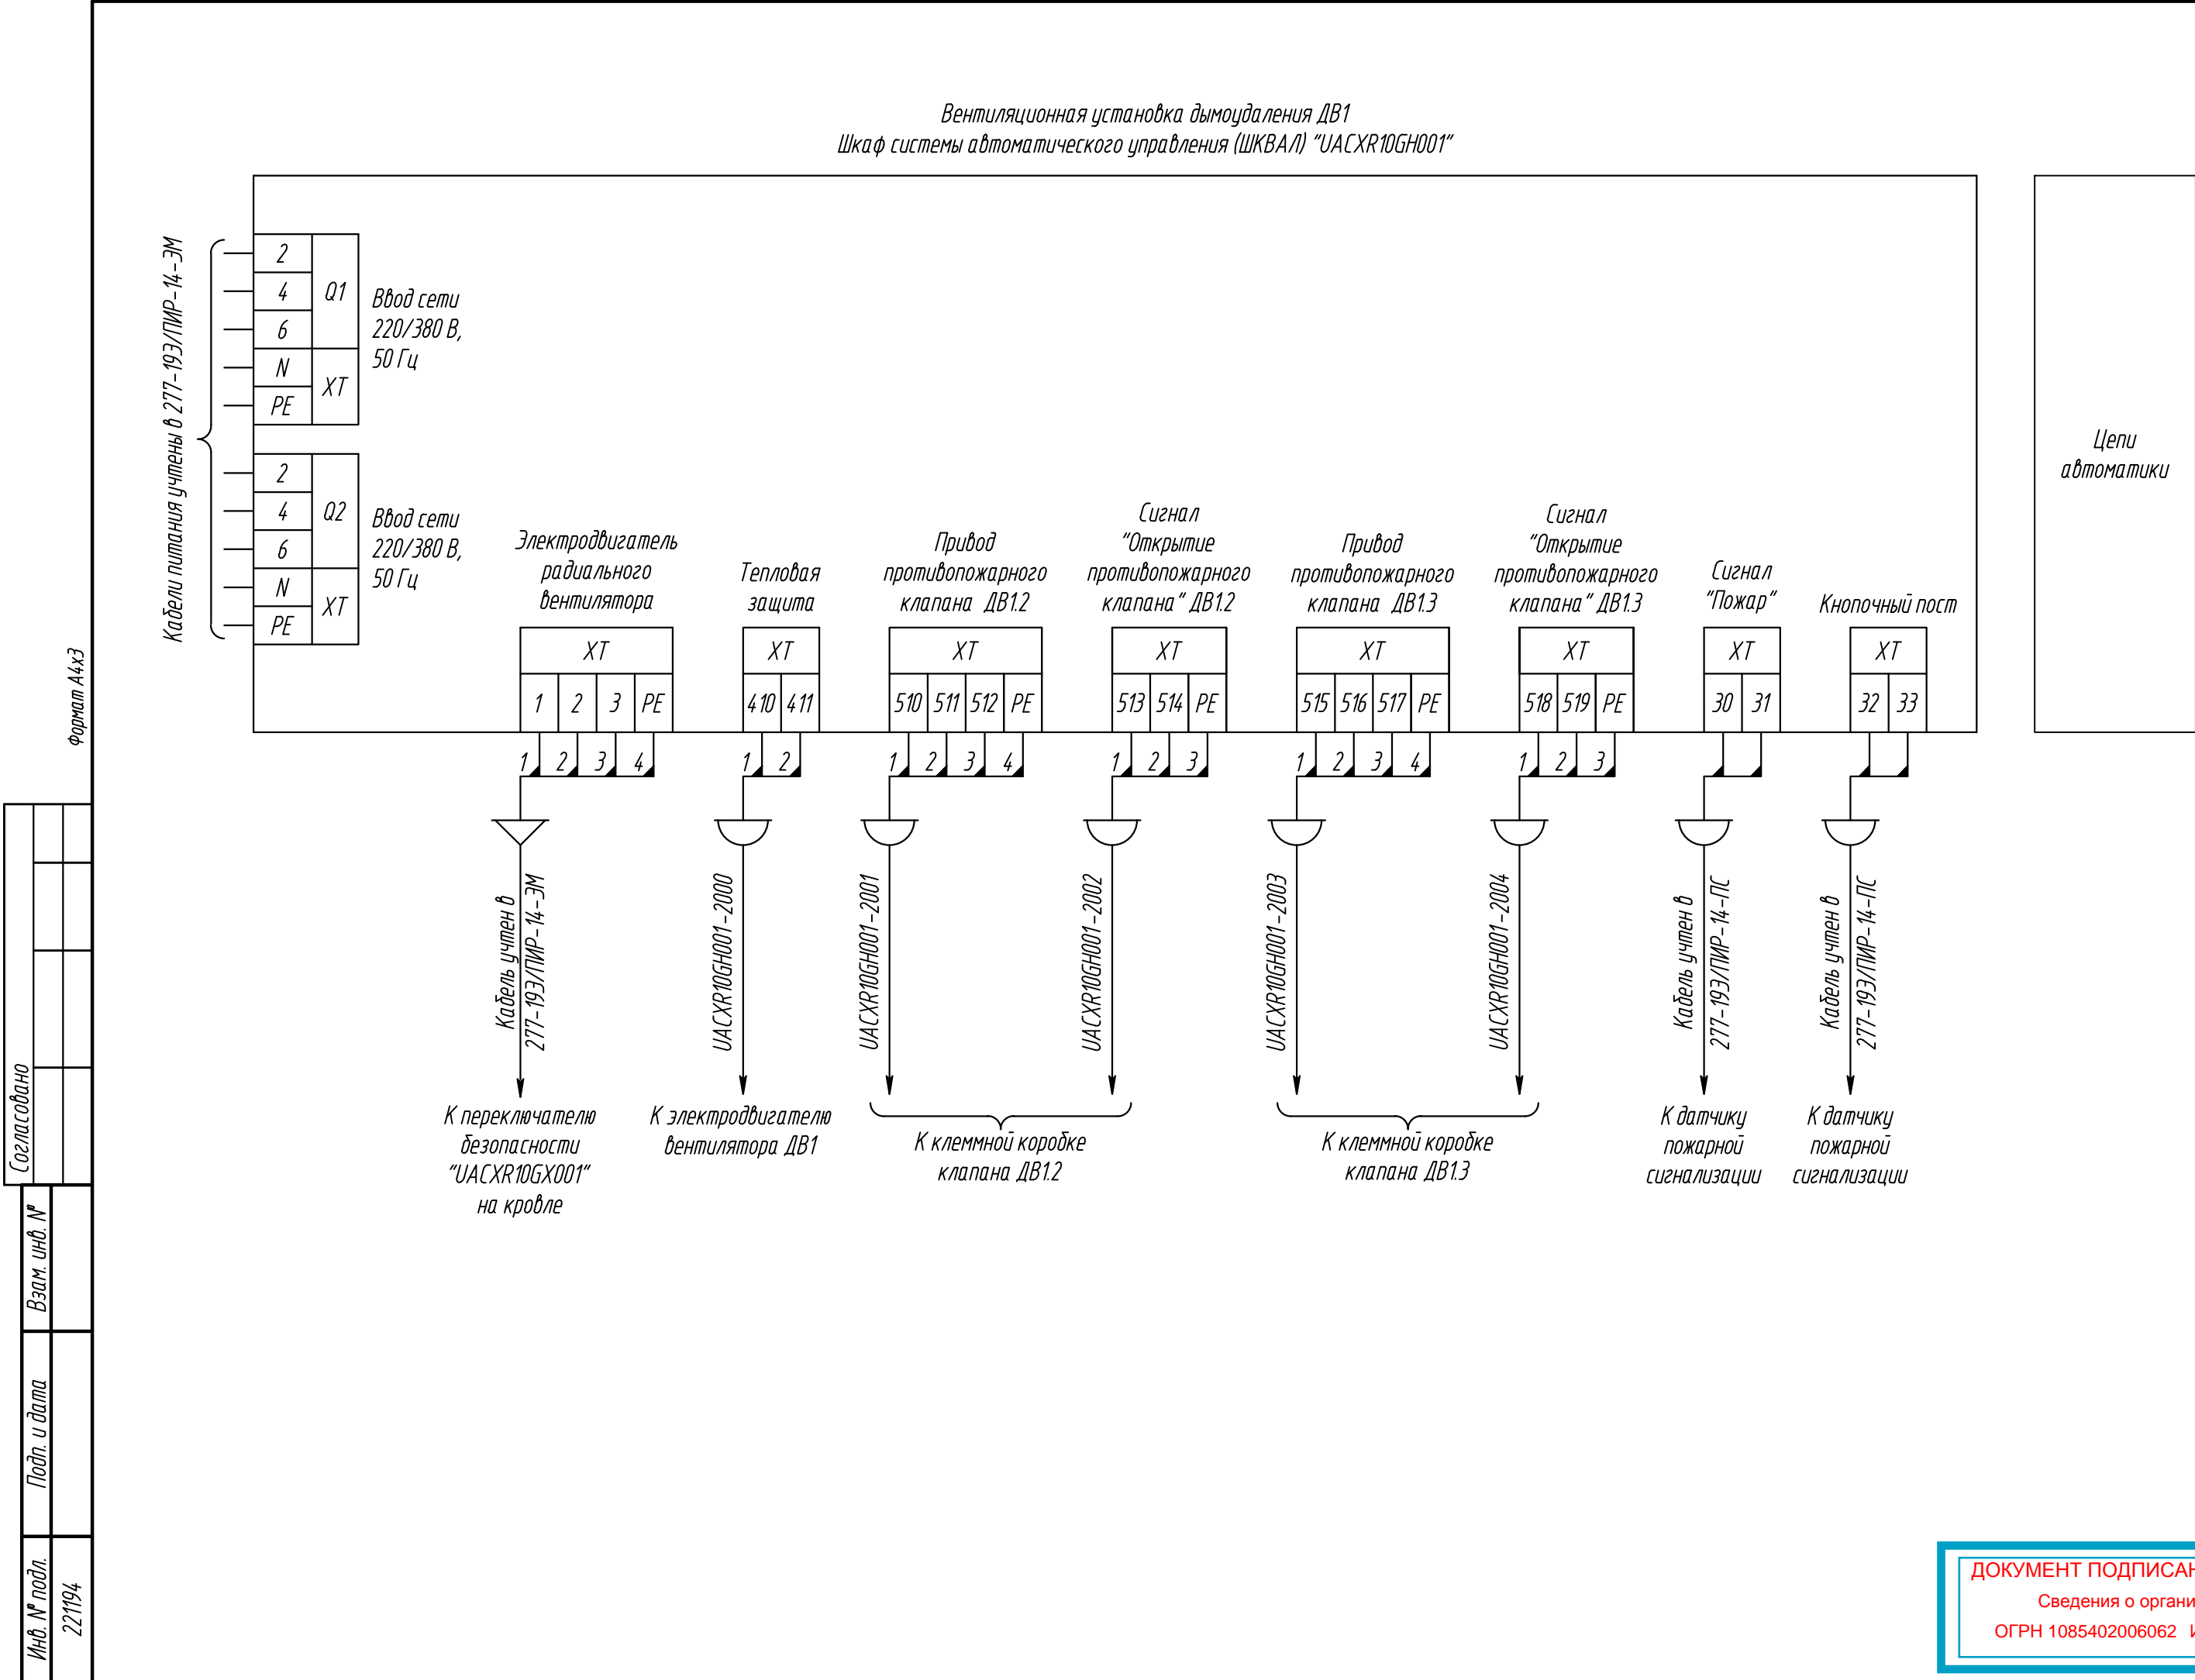 Вентиляционная установка дымоудаления ДВ1
Шкаф системы автоматического управления (ШКВАЛ) "UACXR10GH001"
Кабели питания учтены в 277-193/ПИР-14-ЭМ
2
4
6
N
PE
Q1
XT
Ввод сети
220/380 В,
50 Гц
2
4
6
N
PE
Q2
XT
Ввод сети
220/380 В,
50 Гц
Электродвигатель
радиального
вентилятора
XT
1 2 3 PE
1 2 3 4
Кабель учтен в
277-193/ПИР-14-ЭМ
К переключателю
безопасности
"UACXR10GX001"
на кровле
Тепловая
защита
XT
410 411
1 2
UACXR10GH001-2000
К электродвигателю
вентилятора ДВ1
Привод
противопожарного
клапана ДВ1.2
XT
510 511 512 PE
1 2 3 4
UACXR10GH001-2001
Сигнал
"Открытие
противопожарного
клапана" ДВ1.2
XT
513 514 PE
1 2 3
UACXR10GH001-2002
К клеммной коробке
клапана ДВ1.2
Привод
противопожарного
клапана ДВ1.3
XT
515 516 517 PE
1 2 3 4
UACXR10GH001-2003
Сигнал
"Открытие
противопожарного
клапана" ДВ1.3
XT
518 519 PE
1 2 3
UACXR10GH001-2004
К клеммной коробке
клапана ДВ1.3
Сигнал
"Пожар"
XT
30 31
Кабель учтен в
277-193/ПИР-14-ПС
К датчику
пожарной
сигнализации
Кнопочный пост
XT
32 33
Кабель учтен в
277-193/ПИР-14-ПС
К датчику
пожарной
сигнализации
Цепи
автоматики
Формат А4х3
Согласовано
Взам. инв. №
Подп. и дата
Инв. № подл.
221194
ДОКУМЕНТ ПОДПИСАН
Сведения о органи
ОГРН 1085402006062